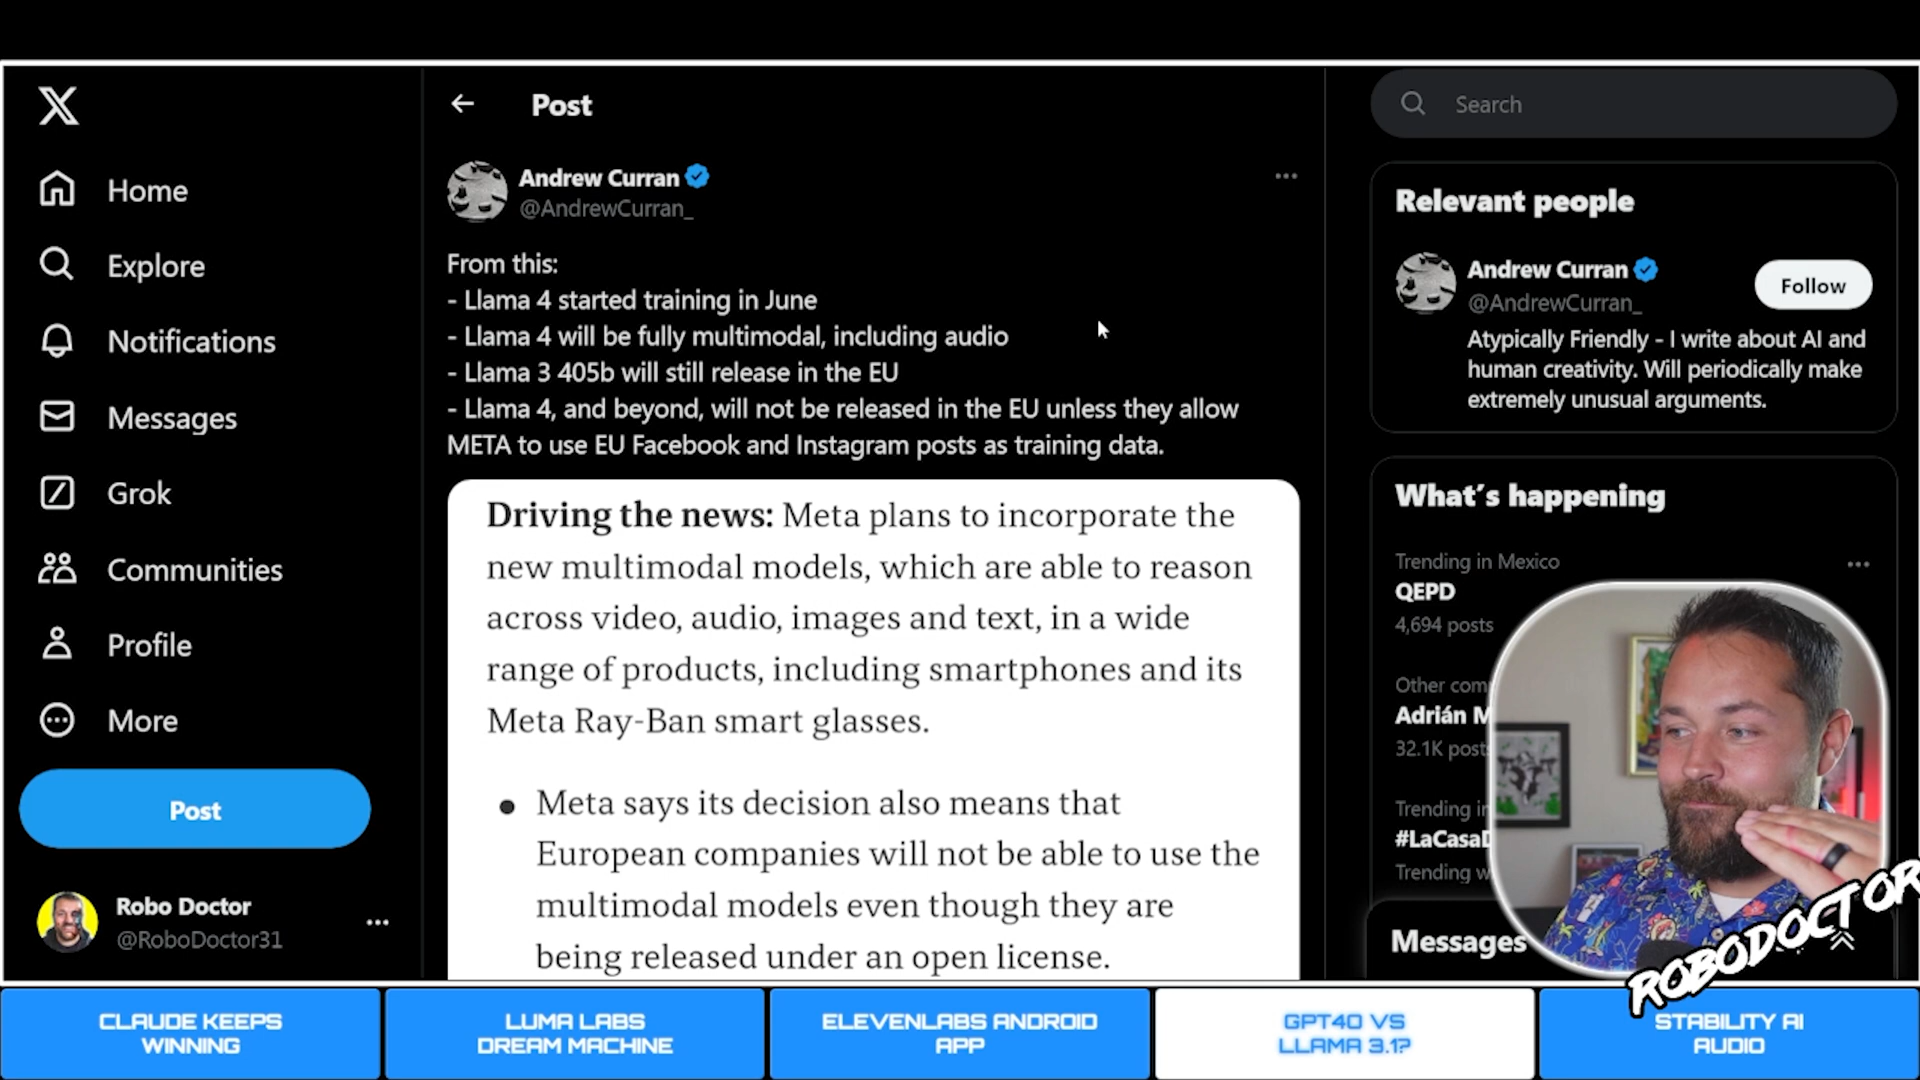 Home
Explore
Notifications
Messages
Grok
Communities
Profile
More
Post
Robo Doctor
@RoboDoctor31
Post
Andrew Curran
@AndrewCurran_
From this:
- Llama 4 started training in June
- Llama 4 will be fully multimodal, including audio
- Llama 3 405b will still release in the EU
- Llama 4, and beyond, will not be released in the EU unless they allow
META to use EU Facebook and Instagram posts as training data.
Driving the news: Meta plans to incorporate the
new multimodal models, which are able to reason
across video, audio, images and text, in a wide
range of products, including smartphones and its
Meta Ray-Ban smart glasses.
• Meta says its decision also means that
European companies will not be able to use the
multimodal models even though they are
being released under an open license.
Search
Relevant people
Andrew Curran
@AndrewCurran_
Follow
Atypically Friendly - I write about AI and
human creativity. Will periodically make
extremely unusual arguments.
What's happening
Trending in Mexico
QEPD
4,694 posts
Other
Adrián
32.1K posts
Trending
Trending
Messages
ROBODOCTOR
CLAUDE KEEPS
WINNING
LUMA LABS
DREAM MACHINE
ELEVENLABS ANDROID
APP
GPT4O VS
LLAMA 3.1?
STABILITY AI
AUDIO